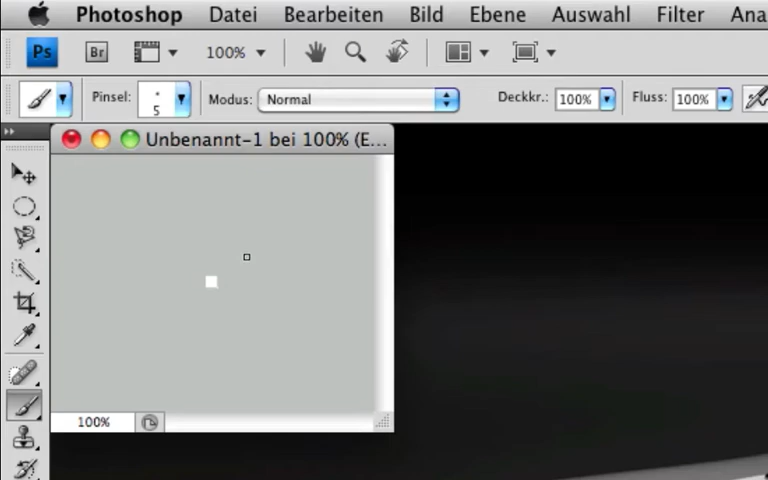 Photoshop Datei Bearbeiten Bild Ebene Auswahl Filter Ana
Ps Br 100%
Pinsel: 5 Modus: Normal Deckkr.: 100% Fluss: 100%
Unbenannt-1 bei 100% (E...
100%